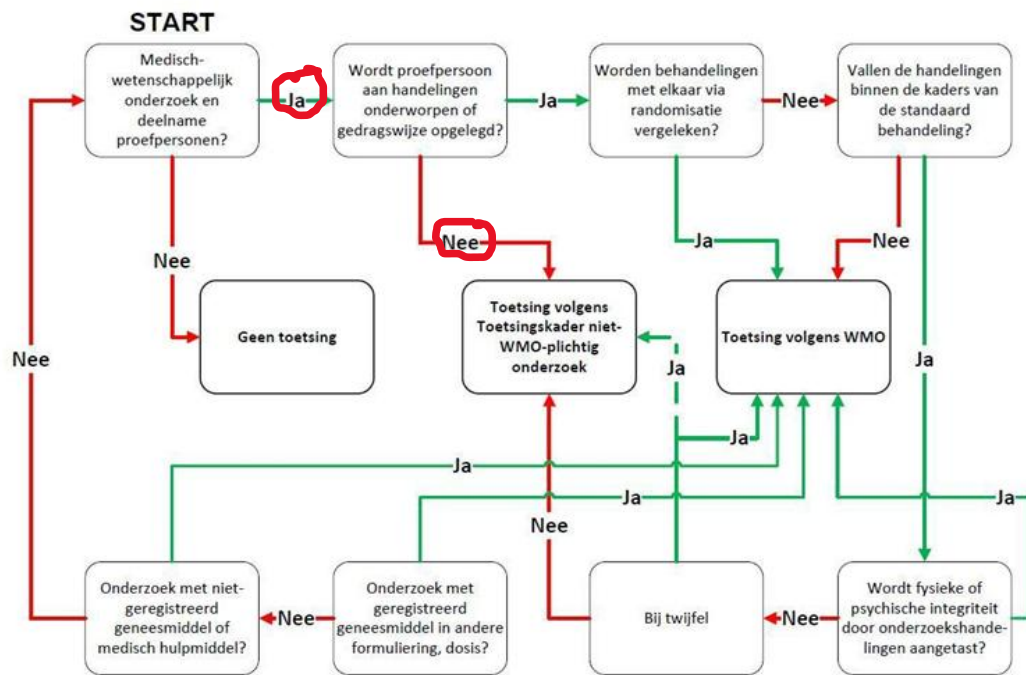 START
Medisch-
wetenschappelijk
onderzoek en
deelname
proefpersonen?
Ja
Wordt proefpersoon
aan handelingen
onderworpen of
gedragswijze opgelegd?
Ja
Worden behandelingen
met elkaar via
randomisatie
vergeleken?
Nee
Vallen de handelingen
binnen de kaders van
de standaard
behandeling?
Nee
Nee
Ja
Nee
Geen toetsing
Toetsing volgens
Toetsingskader niet-
WMO-plichtig
onderzoek
Ja
Toetsing volgens WMO
Ja
Nee
Ja
Ja
Ja
Ja
Nee
Onderzoek met niet-
geregistreerd
geneesmiddel of
medisch hulpmiddel?
Nee
Onderzoek met
geregistreerd
geneesmiddel in andere
formuliering, dosis?
Bij twijfel
Nee
Wordt fysieke of
psychische integriteit
door onderzoekshande-
lingen aangetast?